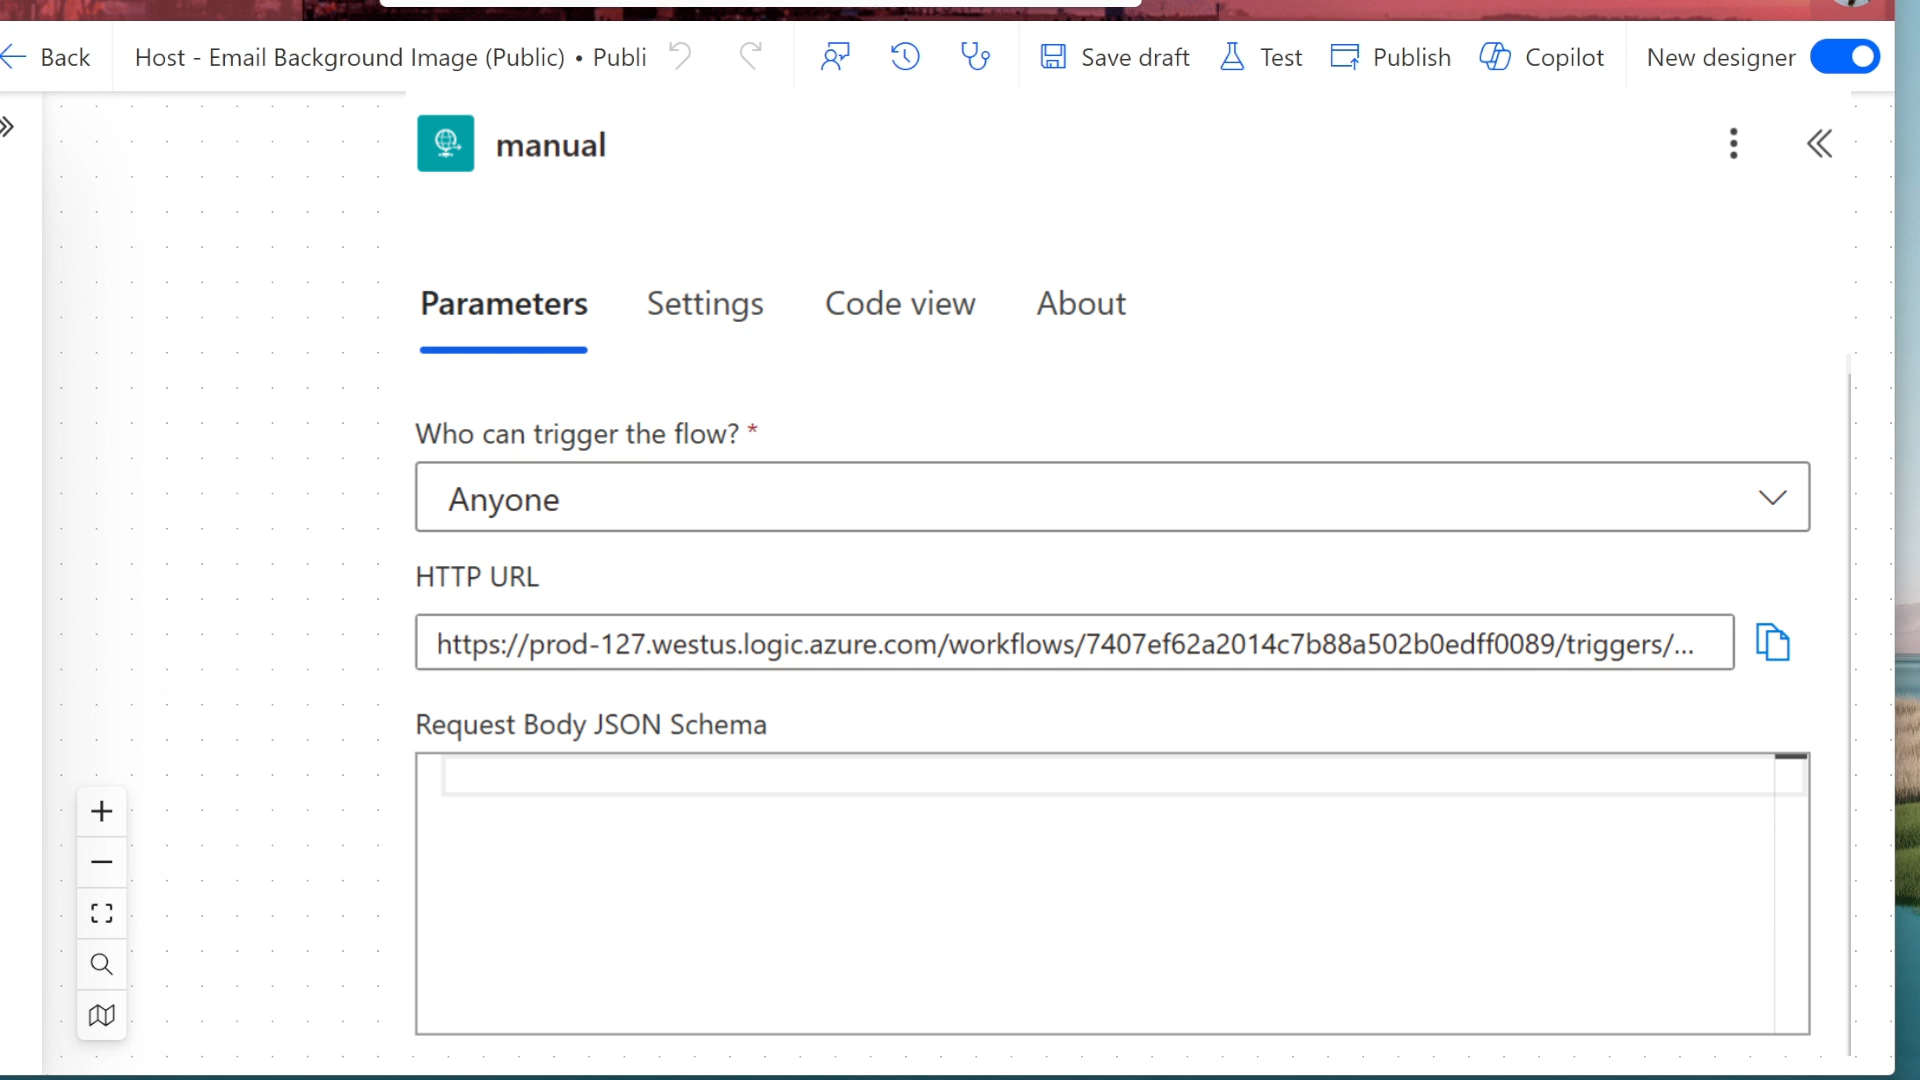 Back
Host - Email Background Image (Public) • Publi
Save draft
Test
Publish
Copilot
New designer
manual
Parameters
Settings
Code view
About
Who can trigger the flow? *
Anyone
HTTP URL
https://prod-127.westus.logic.azure.com/workflows/7407ef62a2014c7b88a502b0edff0089/triggers/...
Request Body JSON Schema